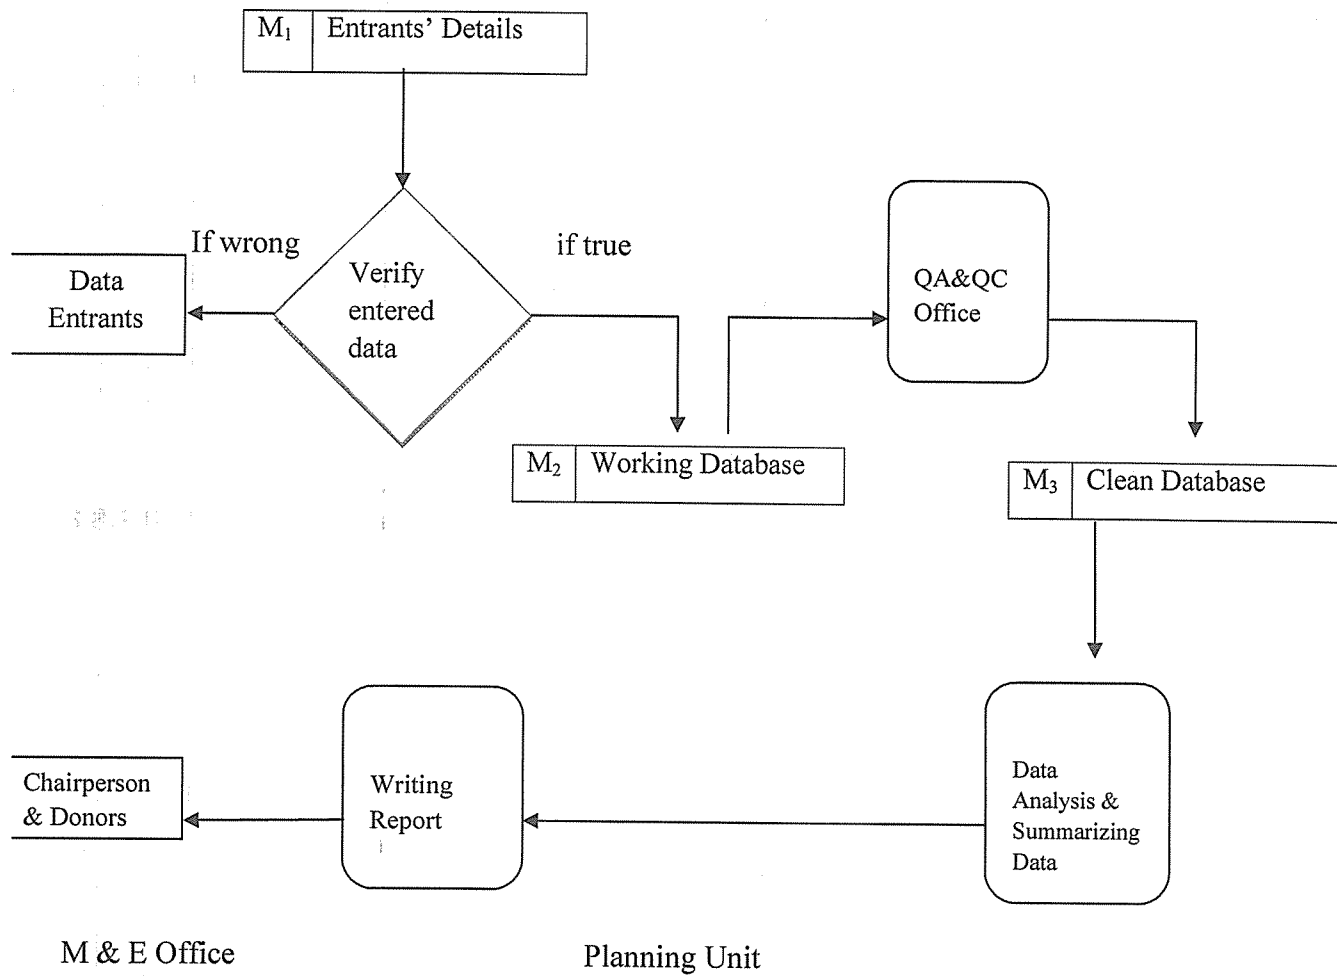 M₁ Entrants' Details
If wrong
if true
Data
Entrants
Verify
entered
data
QA&QC
Office
M₂ Working Database
M₃ Clean Database
Chairperson
& Donors
Writing
Report
Data
Analysis &
Summarizing
Data
M & E Office
Planning Unit